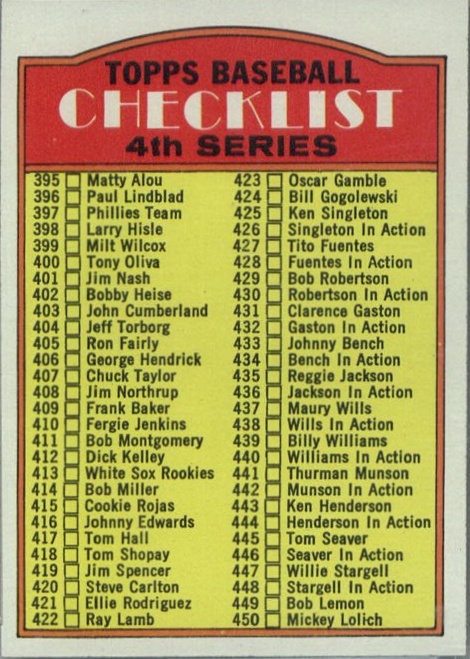 TOPPS BASEBALL
CHECKLIST
4th SERIES
395 Matty Alou
396 Paul Lindblad
397 Phillies Team
398 Larry Hisle
399 Milt Wilcox
400 Tony Oliva
401 Jim Nash
402 Bobby Heise
403 John Cumberland
404 Jeff Torborg
405 Ron Fairly
406 George Hendrick
407 Chuck Taylor
408 Jim Northrup
409 Frank Baker
410 Fergie Jenkins
411 Bob Montgomery
412 Dick Kelley
413 White Sox Rookies
414 Bob Miller
415 Cookie Rojas
416 Johnny Edwards
417 Tom Hall
418 Tom Shopay
419 Jim Spencer
420 Steve Carlton
421 Ellie Rodriguez
422 Ray Lamb
423 Oscar Gamble
424 Bill Gogolewski
425 Ken Singleton
426 Singleton In Action
427 Tito Fuentes
428 Fuentes In Action
429 Bob Robertson
430 Robertson In Action
431 Clarence Gaston
432 Gaston In Action
433 Johnny Bench
434 Bench In Action
435 Reggie Jackson
436 Jackson In Action
437 Maury Wills
438 Wills In Action
439 Billy Williams
440 Williams In Action
441 Thurman Munson
442 Munson In Action
443 Ken Henderson
444 Henderson In Action
445 Tom Seaver
446 Seaver In Action
447 Willie Stargell
448 Stargell In Action
449 Bob Lemon
450 Mickey Lolich